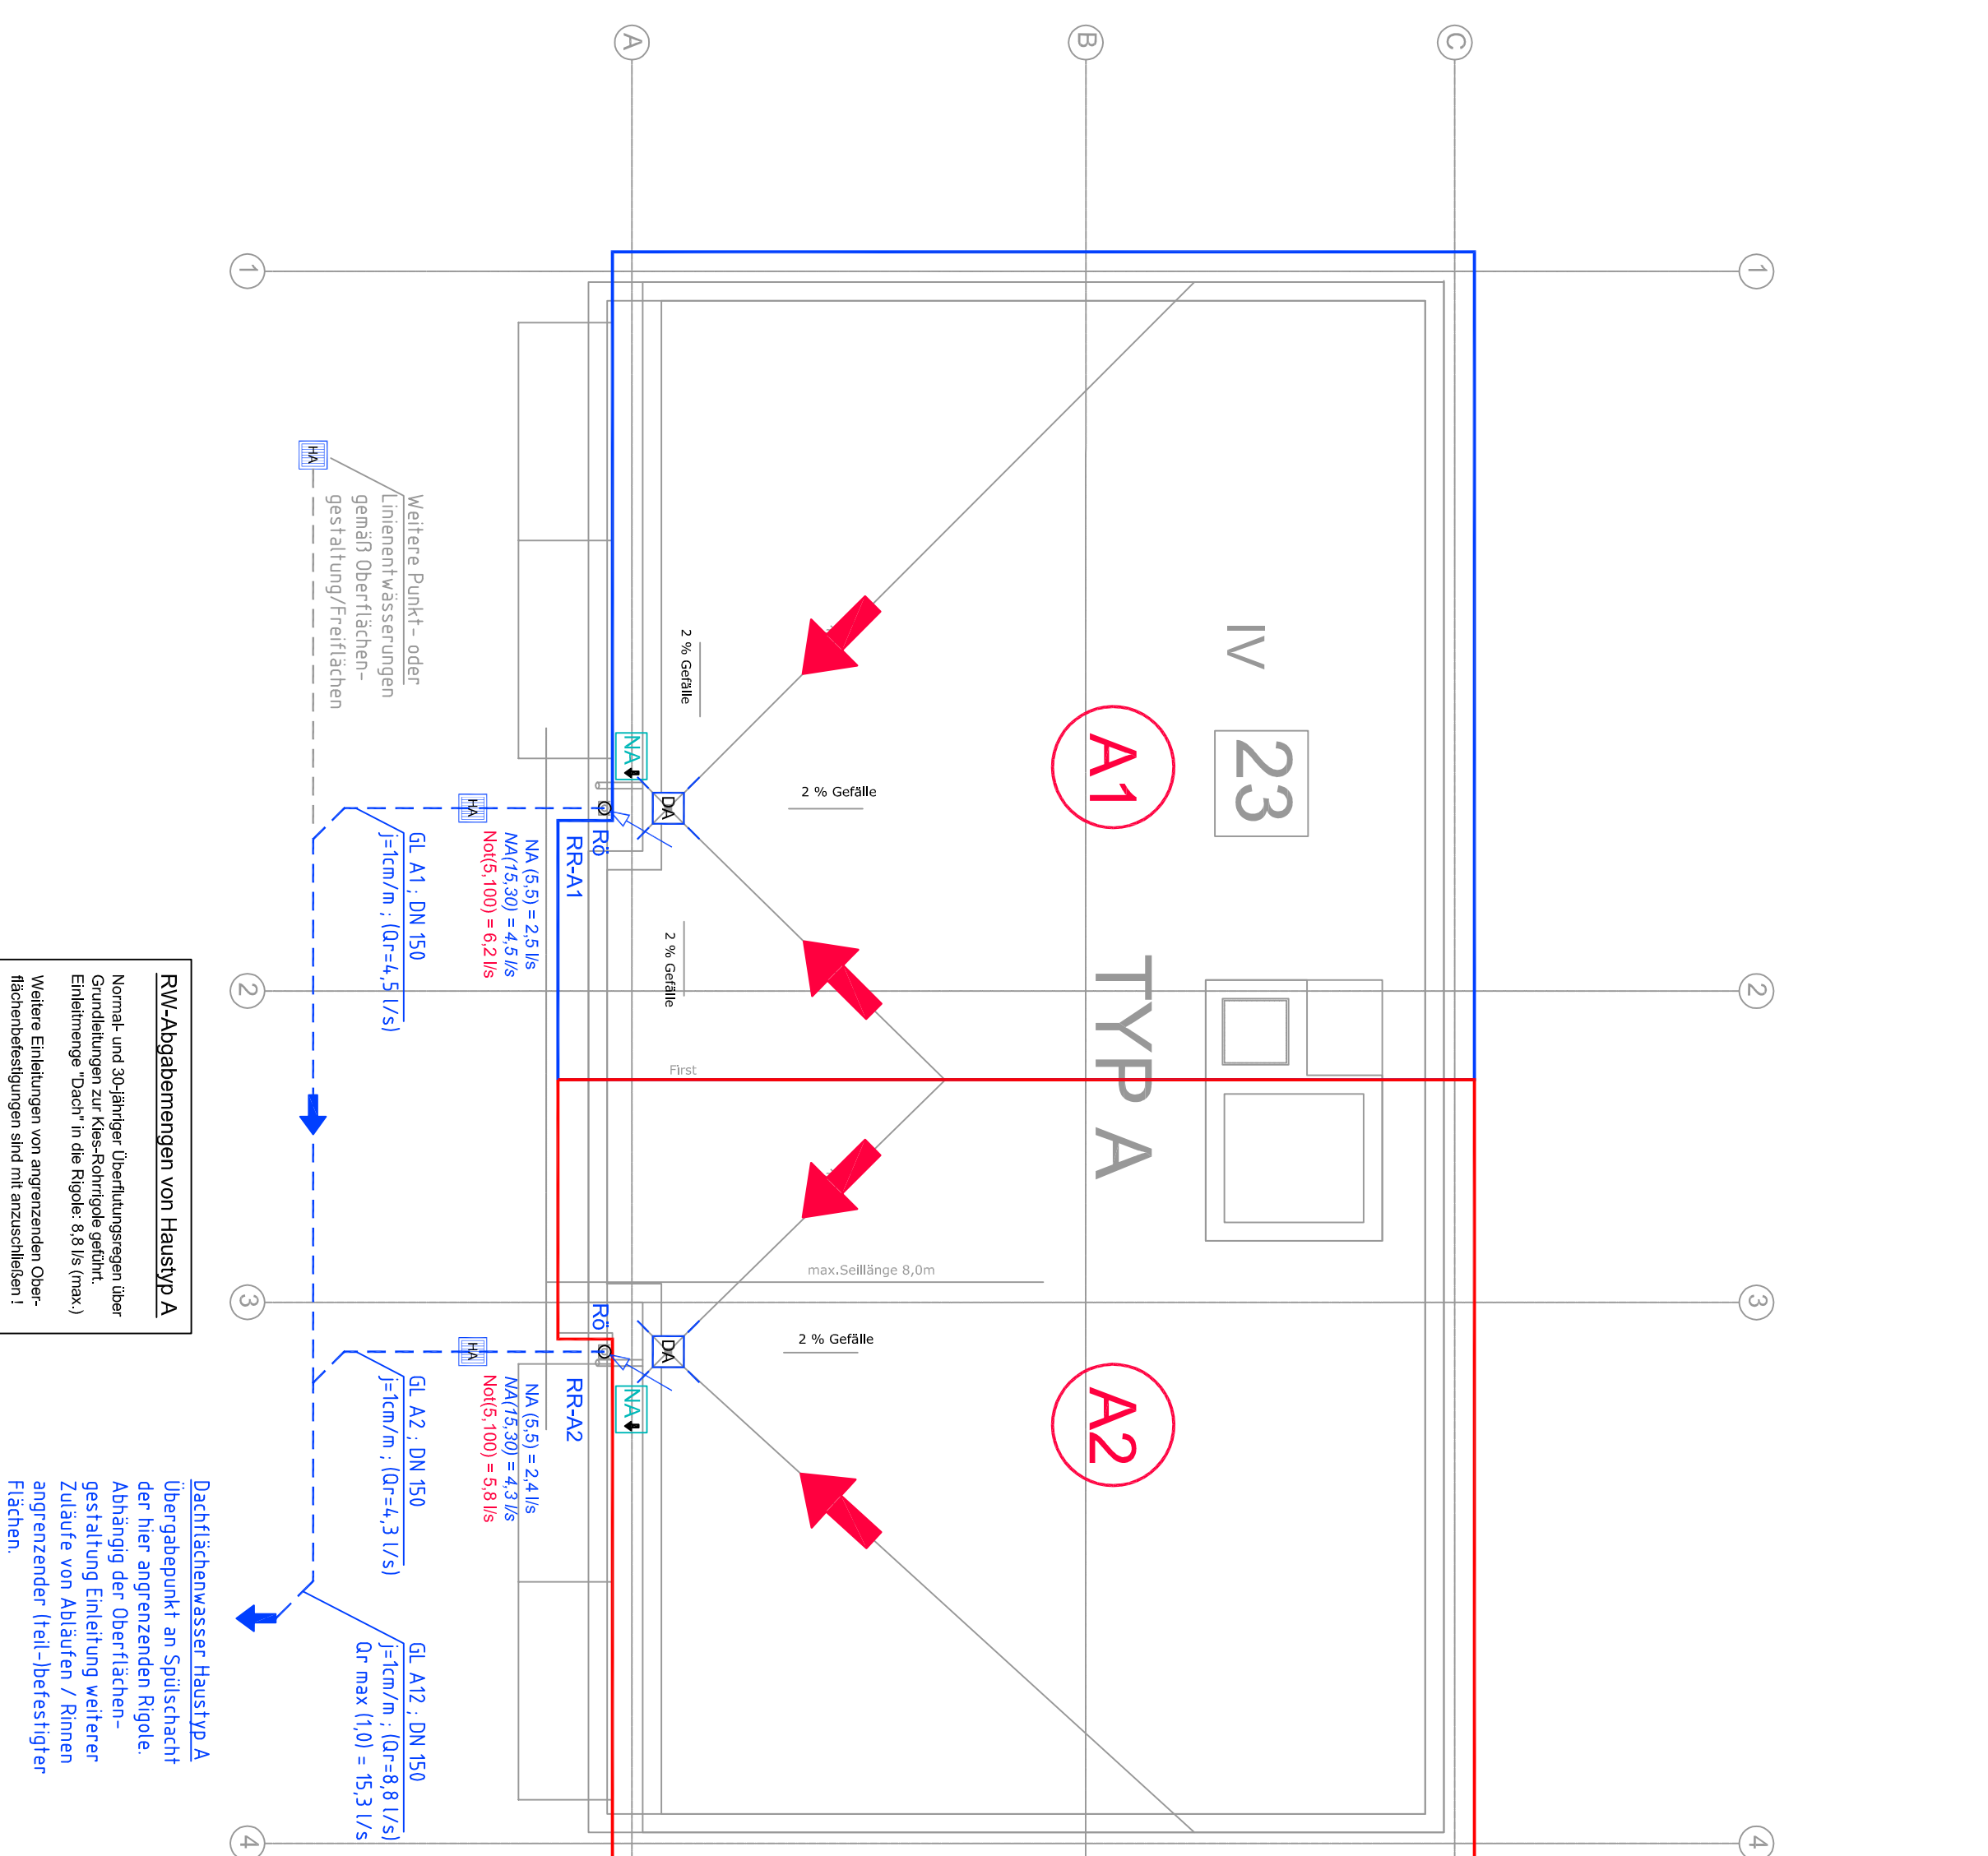 A
B
C
1
1
Weitere Punkt- oder
Linienentwässerungen
gemäß Oberflächen-
gestaltung/Freiflächen
HA
IV
23
A1
2 % Gefälle
2 % Gefälle
2 % Gefälle
NA
DA
Rö
RR-A1
HA
NA (5,5) = 2,5 l/s
NA(15,30) = 4,5 l/s
Not(5,100) = 6,2 l/s
GL A1 ; DN 150
j=1cm/m ; (Qr=4,5 l/s)
2
2
TYP A
First
RW-Abgabemengen von Haustyp A
Normal- und 30-jähriger Überflutungsregen über
Grundleitungen zur Kies-Rohrrigole geführt.
Einleitmenge "Dach" in die Rigole: 8,8 l/s (max.)
Weitere Einleitungen von angrenzenden Ober-
flächenbefestigungen sind mit anzuschließen !
max.Seillänge 8,0m
3
3
2 % Gefälle
A2
Rö
DA
NA
HA
RR-A2
NA (5,5) = 2,4 l/s
NA(15,30) = 4,3 l/s
Not(5,100) = 5,8 l/s
GL A2 ; DN 150
j=1cm/m ; (Qr=4,3 l/s)
GL A12 ; DN 150
j=1cm/m ; (Qr=8,8 l/s)
Qr max (1,0) = 15,3 l/s
Dachflächenwasser Haustyp A
Übergabepunkt an Spülschacht
der hier angrenzenden Rigole.
Abhängig der Oberflächen-
gestaltung Einleitung weiterer
Zuläufe von Abläufen / Rinnen
angrenzender (teil-)befestigter
Flächen.
4
4